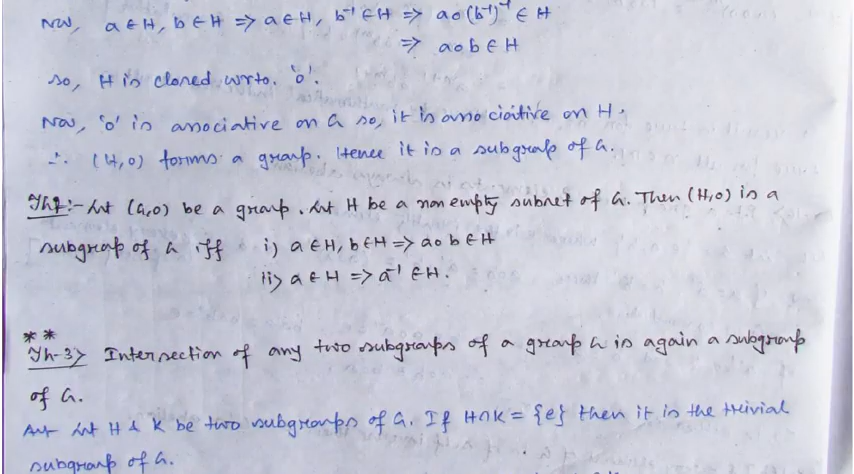 Now, a ∈ H, b ∈ H ⇒ a ∈ H, b⁻¹ ∈ H ⇒ a o (b⁻¹)⁻¹ ∈ H
⇒ a o b ∈ H
so, H is closed w.r.to. 'o'.
Now, 'o' is associative on G so, it is associative on H.
∴ (H, o) forms a group. Hence it is a subgroup of G.
Th2:- Let (G,o) be a group. Let H be a non empty subset of G. Then (H,o) is a
subgroup of G iff i) a ∈ H, b ∈ H ⇒ a o b ∈ H
ii) a ∈ H ⇒ a⁻¹ ∈ H.
* *
Th-3> Intersection of any two subgroups of a group G is again a subgroup
of G.
Ans Let H & K be two subgroups of G. If H∩K = {e} then it is the trivial
subgroup of G.